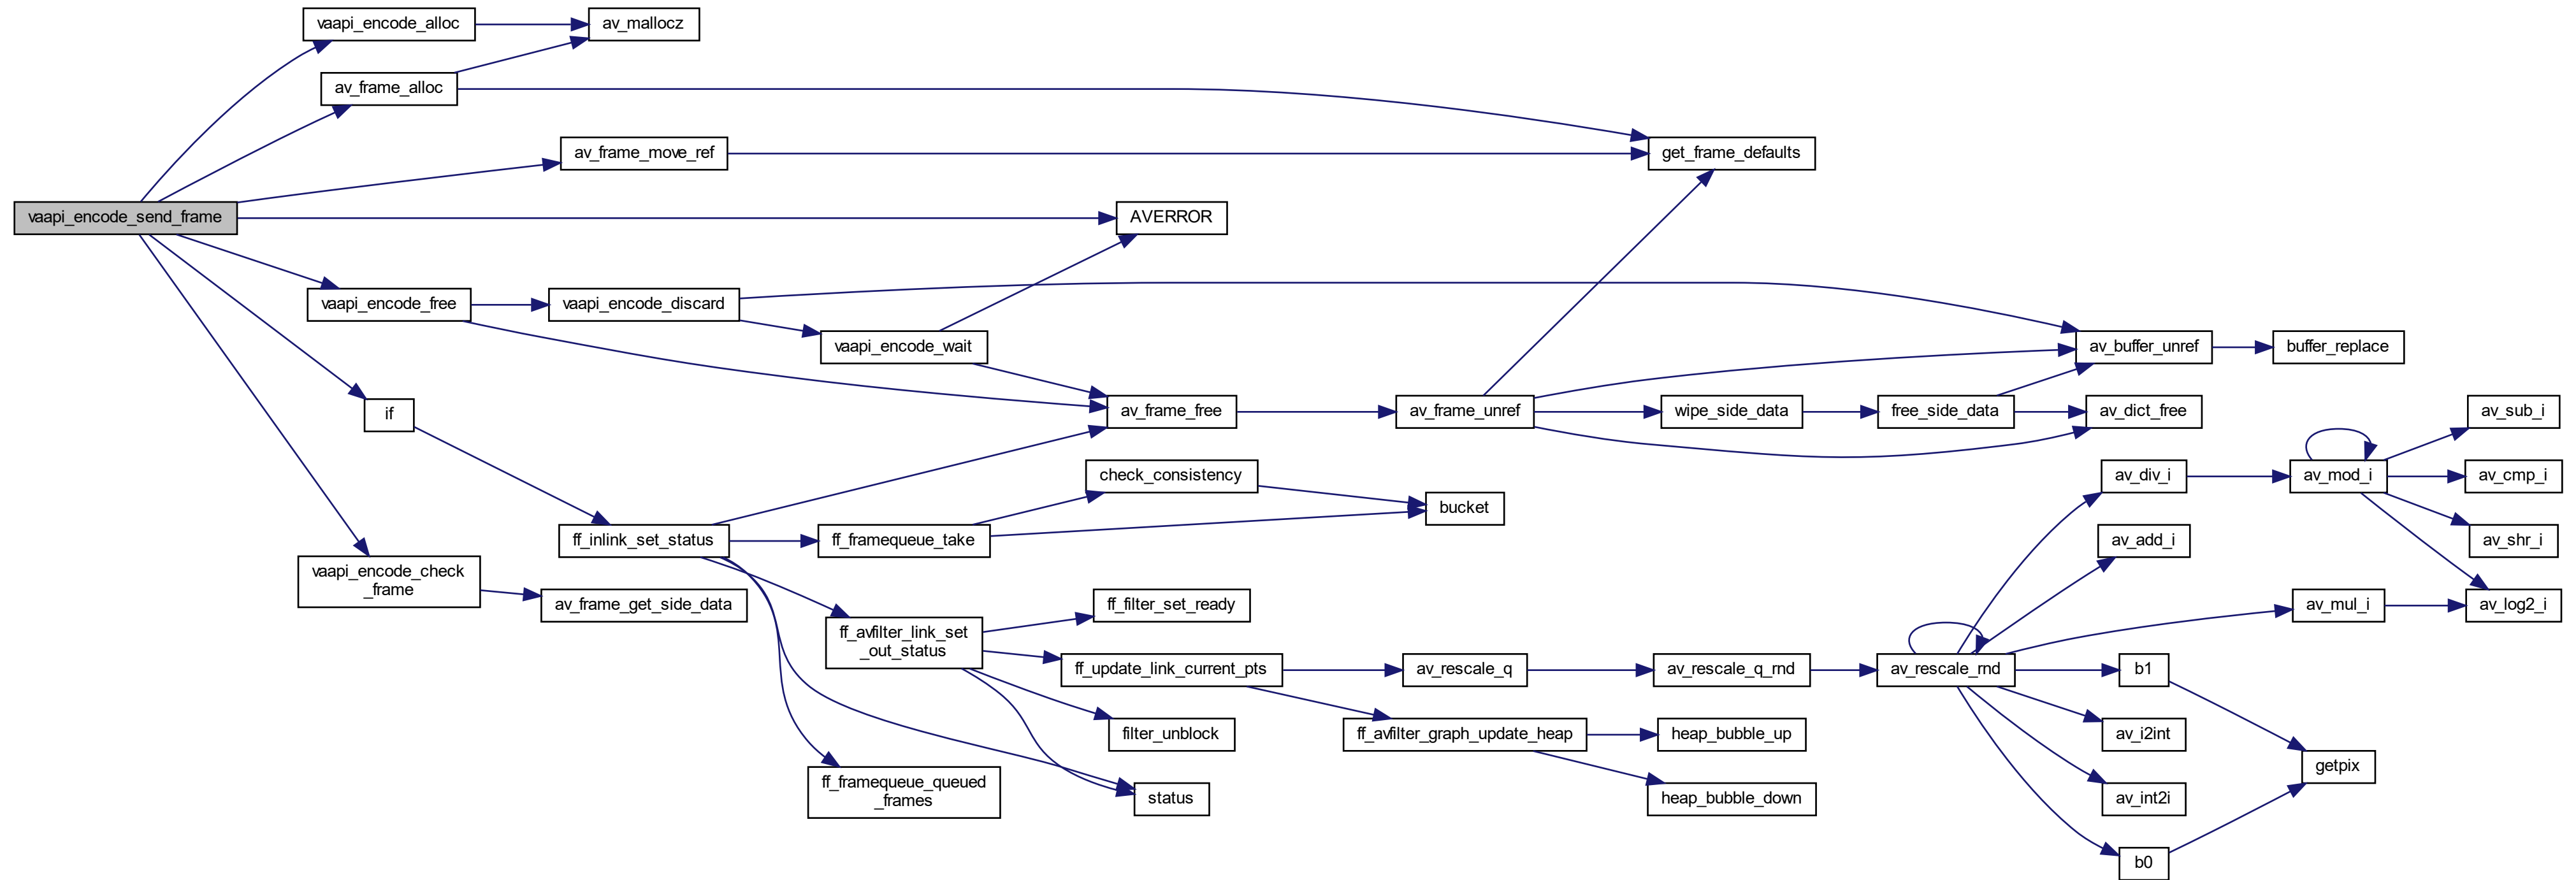 vaapi_encode_alloc
av_mallocz
av_frame_alloc
av_frame_move_ref
get_frame_defaults
vaapi_encode_send_frame
AVERROR
vaapi_encode_free
vaapi_encode_discard
vaapi_encode_wait
av_buffer_unref
buffer_replace
if
av_frame_free
av_frame_unref
wipe_side_data
free_side_data
av_dict_free
av_sub_i
check_consistency
av_div_i
av_mod_i
av_cmp_i
bucket
ff_inlink_set_status
ff_framequeue_take
av_add_i
av_shr_i
vaapi_encode_check
_frame
av_frame_get_side_data
ff_filter_set_ready
av_mul_i
av_log2_i
ff_avfilter_link_set
_out_status
ff_update_link_current_pts
av_rescale_q
av_rescale_q_rnd
av_rescale_rnd
b1
filter_unblock
ff_avfilter_graph_update_heap
heap_bubble_up
av_i2int
getpix
ff_framequeue_queued
_frames
status
heap_bubble_down
av_int2i
b0